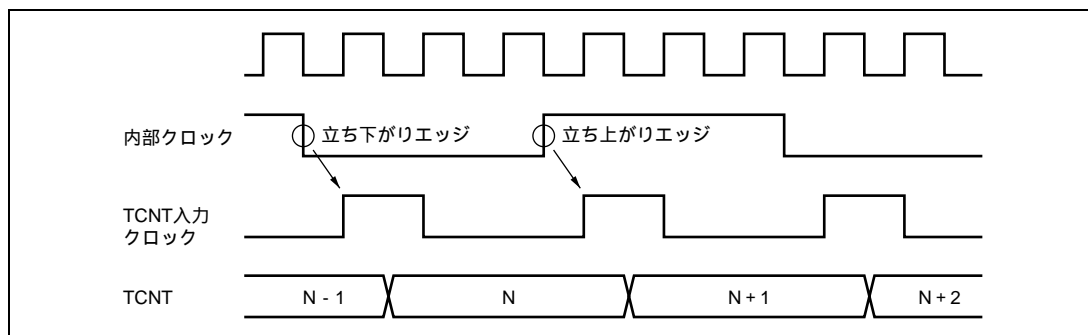 内部クロック
立ち下がりエッジ
立ち上がりエッジ
TCNT入力
クロック
TCNT
N - 1
N
N + 1
N + 2